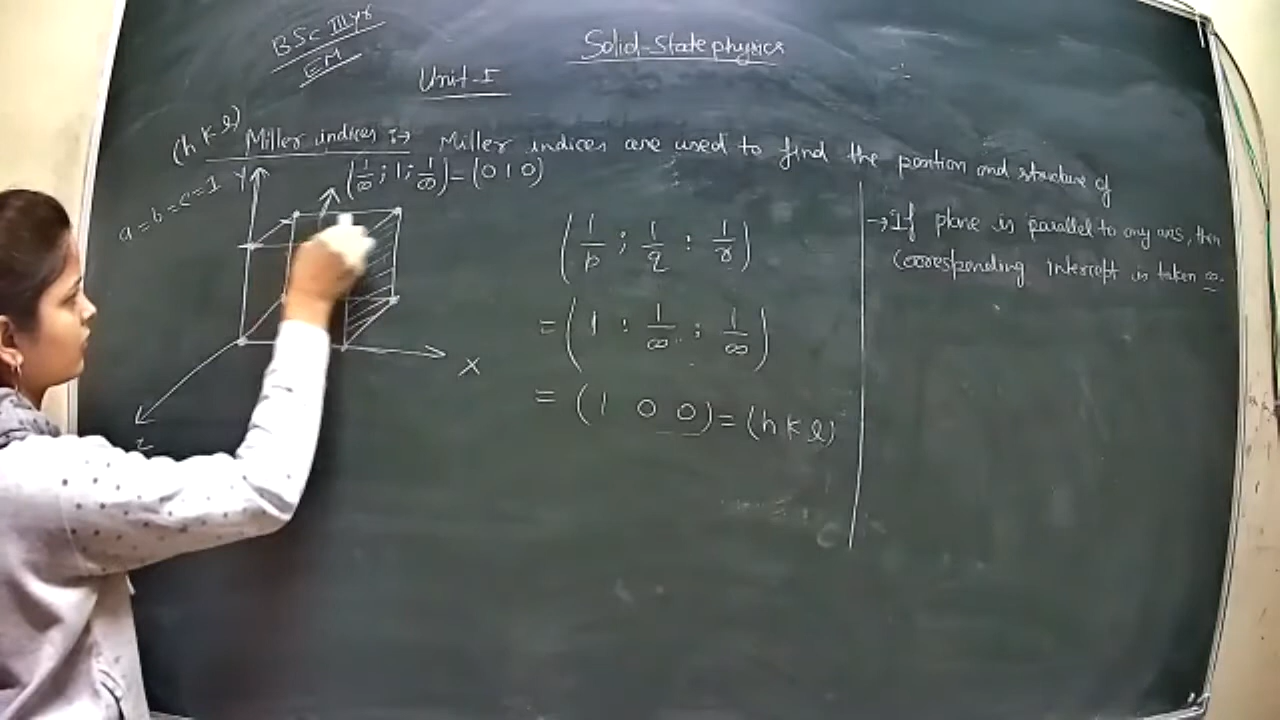 BSc III yr
EM
Solid-State physics
Unit-I
(h k l)
Miller indices :→ Miller indices are used to find the position and structure of
a = b = c = 1
Y
(1/∞ ; 1 ; 1/∞) = (0 1 0)
X
z
(1/p ; 1/q : 1/r)
= (1 : 1/∞ ; 1/∞)
= (1 0 0) = (h k l)
→ If plane is parallel to any axis, then
corresponding intercept is taken ∞.